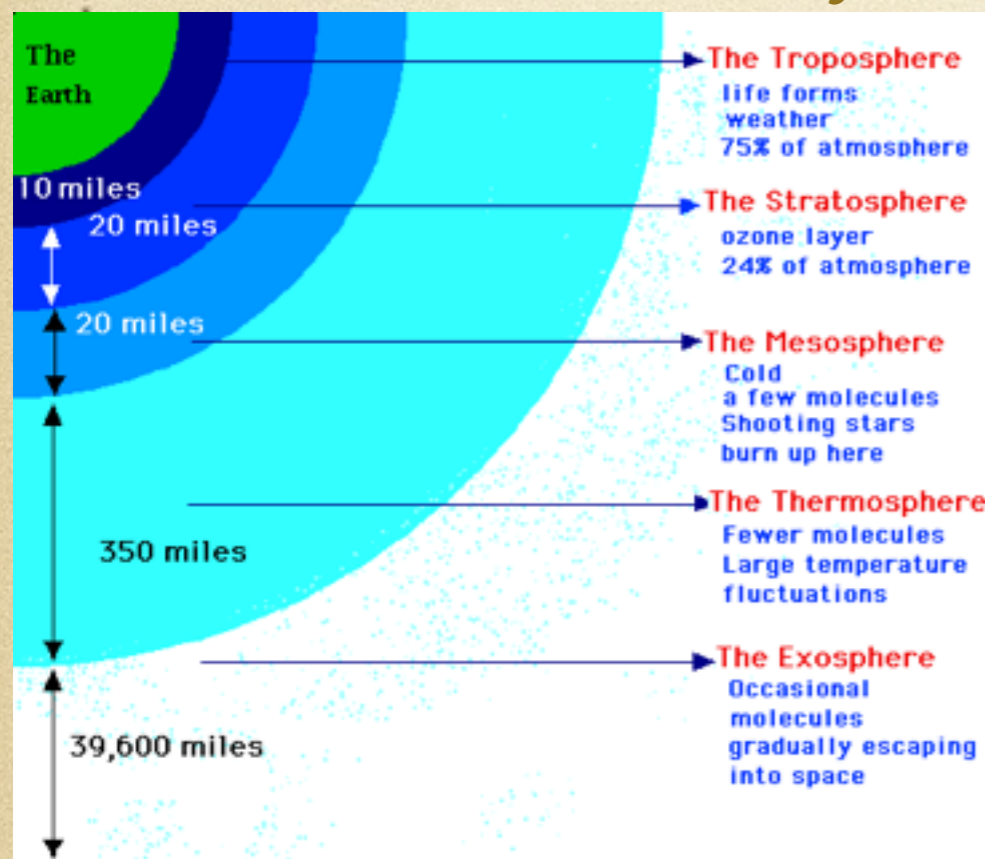 The
Earth
10 miles
20 miles
20 miles
350 miles
39,600 miles
The Troposphere
life forms
weather
75% of atmosphere
The Stratosphere
ozone layer
24% of atmosphere
The Mesosphere
Cold
a few molecules
Shooting stars
burn up here
The Thermosphere
Fewer molecules
Large temperature
fluctuations
The Exosphere
Occasional
molecules
gradually escaping
into space